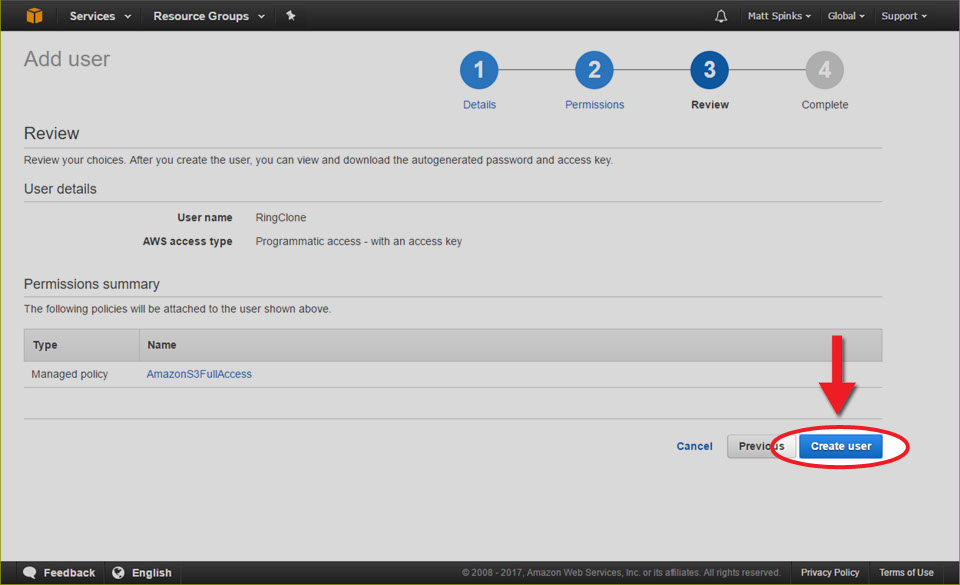 Services Resource Groups Matt Spinks Global Support
Add user
1 2 3 4
Details Permissions Review Complete
Review
Review your choices. After you create the user, you can view and download the autogenerated password and access key.
User details
User name RingClone
AWS access type Programmatic access - with an access key
Permissions summary
The following policies will be attached to the user shown above.
Type Name
Managed policy AmazonS3FullAccess
Cancel Previous Create user
Feedback English © 2008 - 2017, Amazon Web Services, Inc. or its affiliates. All rights reserved. Privacy Policy Terms of Use